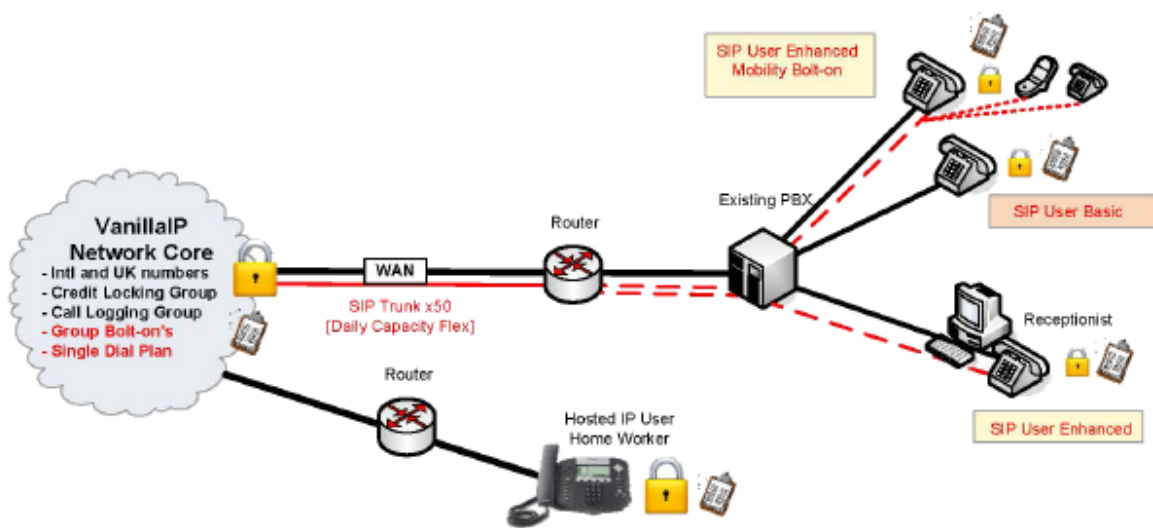 SIP User Enhanced
Mobility Bolt-on
SIP User Basic
Existing PBX
Router
VanillaIP
Network Core
- Intl and UK numbers
- Credit Locking Group
- Call Logging Group
- Group Bolt-on's
- Single Dial Plan
WAN
SIP Trunk x50
[Daily Capacity Flex]
Receptionist
SIP User Enhanced
Router
Hosted IP User
Home Worker